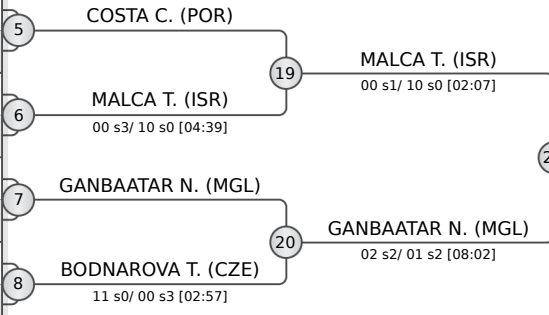 COSTA C. (POR)
5
19
MALCA T. (ISR)
00 s1/ 10 s0 [02:07]
MALCA T. (ISR)
6
00 s3/ 10 s0 [04:39]
2
GANBAATAR N. (MGL)
7
20
GANBAATAR N. (MGL)
02 s2/ 01 s2 [08:02]
BODNAROVA T. (CZE)
8
11 s0/ 00 s3 [02:57]